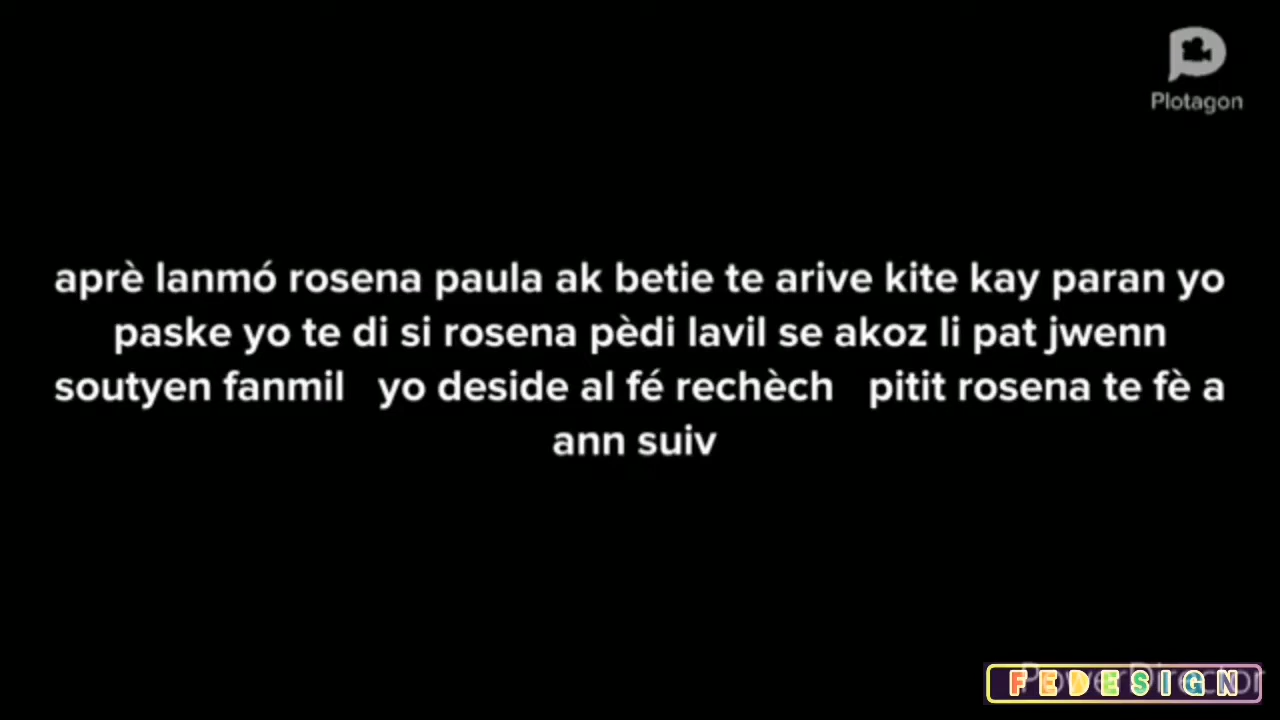 Plotagon
aprè lanmó rosena paula ak betie te arive kite kay paran yo
paske yo te di si rosena pèdi lavil se akoz li pat jwenn
soutyen fanmil yo deside al fé rechèch pitit rosena te fè a
ann suiv
PowerDirector
FEDESIGN